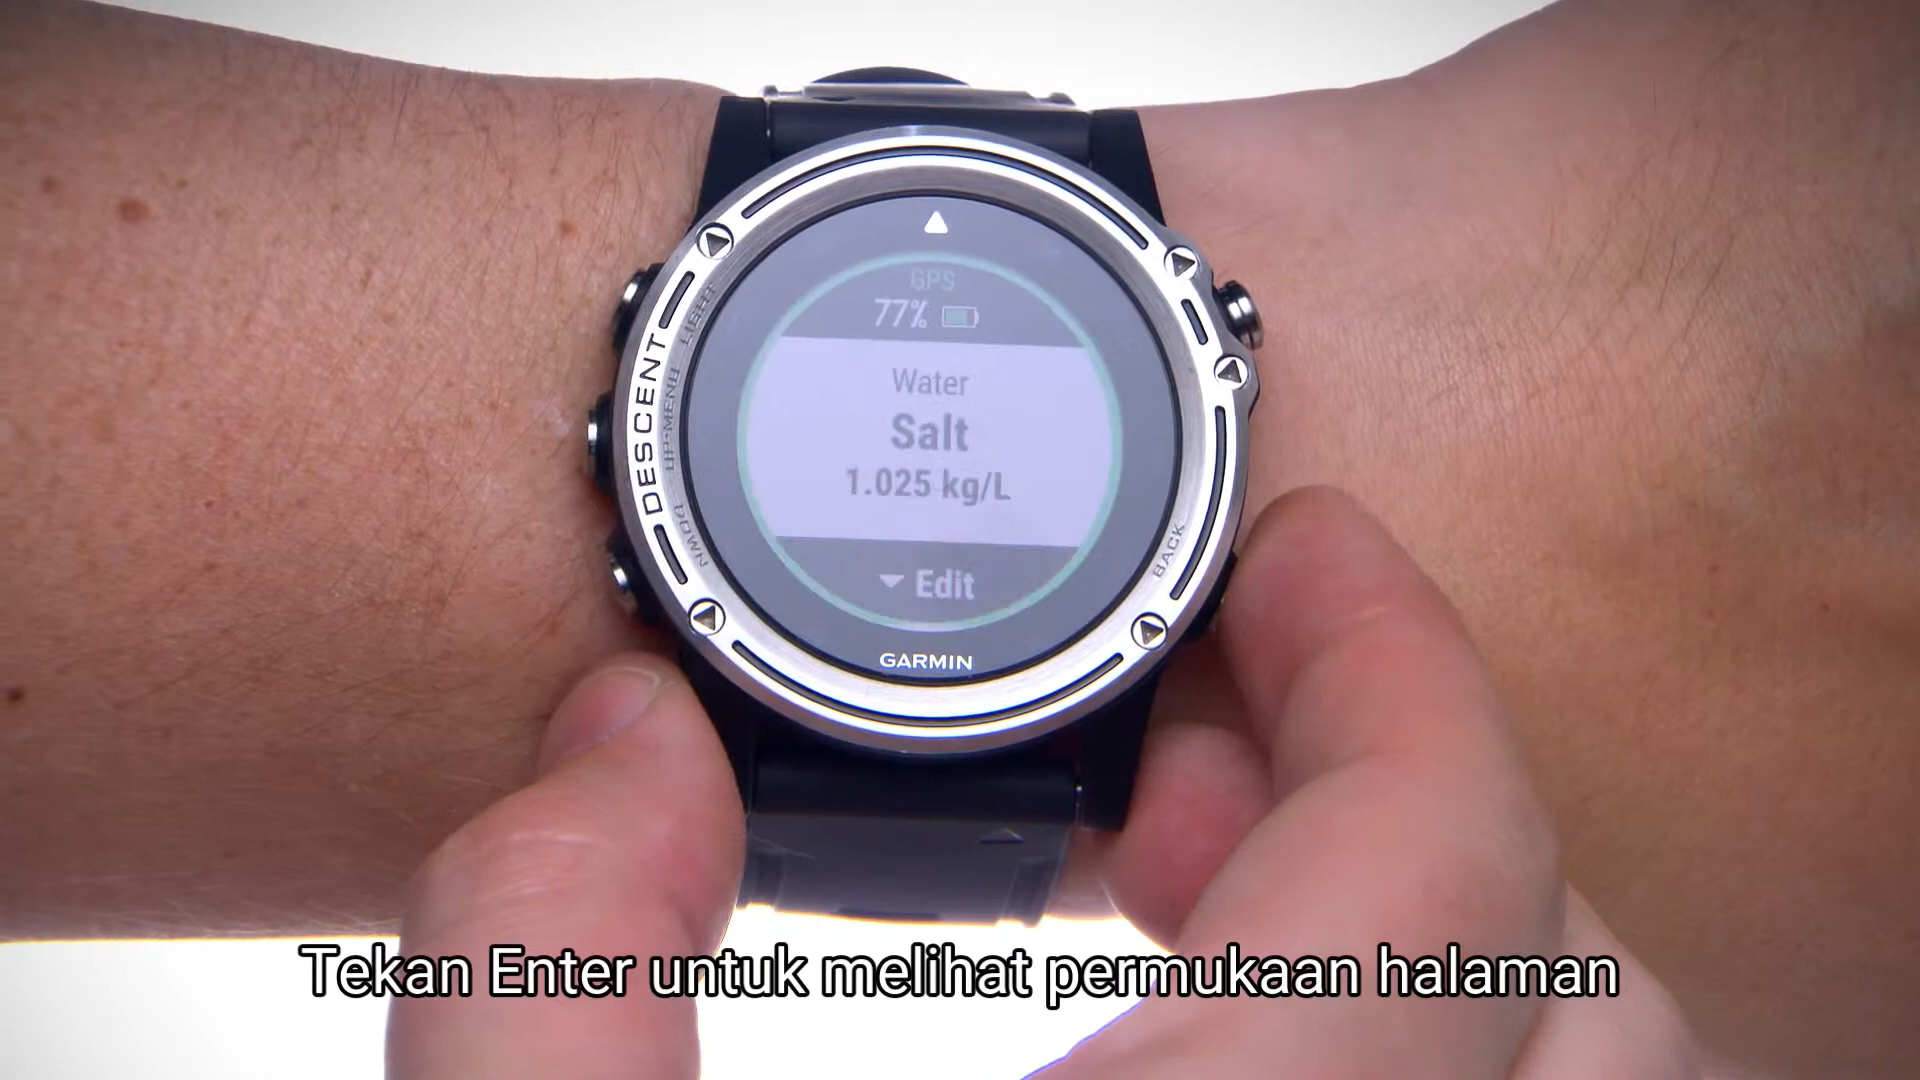 GPS
77%
Water
Salt
1.025 kg/L
Edit
GARMIN
DESCENT
LIGHT
UP·MENU
DOWN
BACK
Tekan Enter untuk melihat permukaan halaman